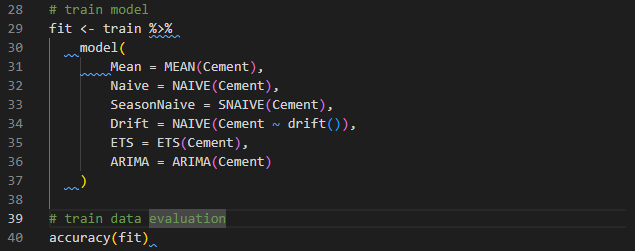 28 # train model
29 fit <- train %>%
30 model(
31 Mean = MEAN(Cement),
32 Naive = NAIVE(Cement),
33 SeasonNaive = SNAIVE(Cement),
34 Drift = NAIVE(Cement ~ drift()),
35 ETS = ETS(Cement),
36 ARIMA = ARIMA(Cement)
37 )
38
39 # train data evaluation
40 accuracy(fit)